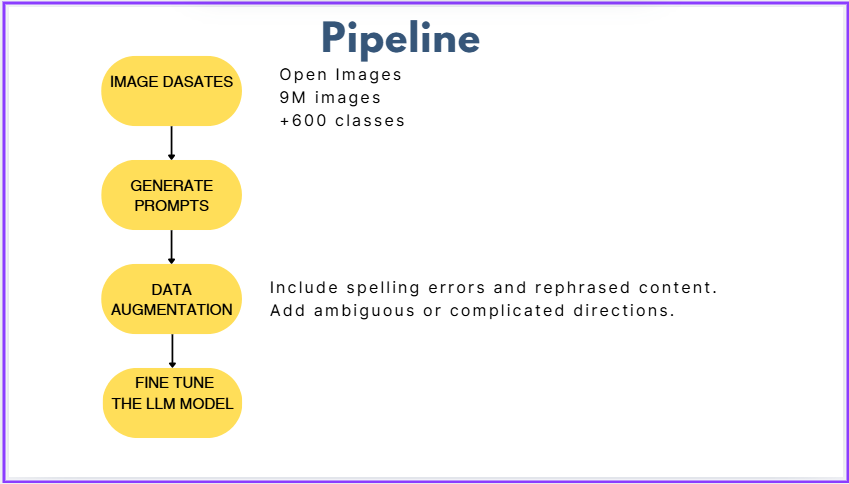 Pipeline
IMAGE DASATES
Open Images
9M images
+600 classes
GENERATE
PROMPTS
DATA
AUGMENTATION
Include spelling errors and rephrased content.
Add ambiguous or complicated directions.
FINE TUNE
THE LLM MODEL